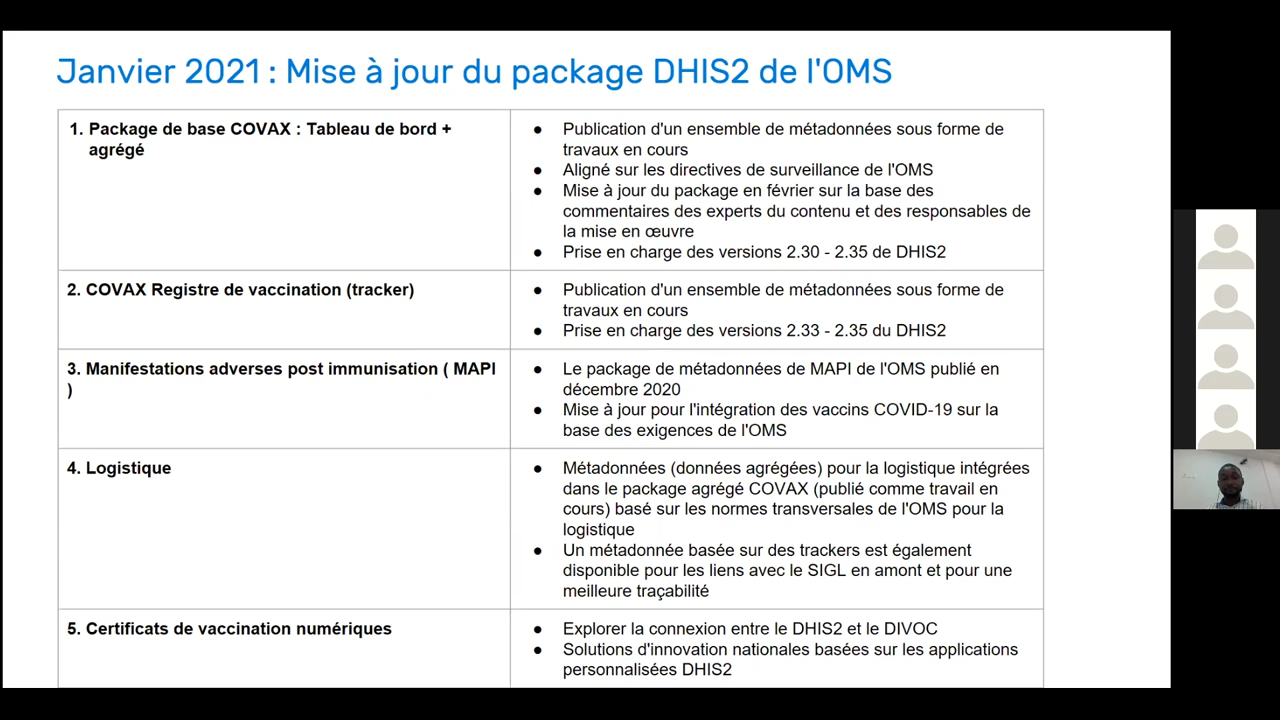 Janvier 2021 : Mise à jour du package DHIS2 de l'OMS
1. Package de base COVAX : Tableau de bord +
agrégé
● Publication d'un ensemble de métadonnées sous forme de
travaux en cours
● Aligné sur les directives de surveillance de l'OMS
● Mise à jour du package en février sur la base des
commentaires des experts du contenu et des responsables de
la mise en œuvre
● Prise en charge des versions 2.30 - 2.35 de DHIS2
2. COVAX Registre de vaccination (tracker)
● Publication d'un ensemble de métadonnées sous forme de
travaux en cours
● Prise en charge des versions 2.33 - 2.35 du DHIS2
3. Manifestations adverses post immunisation ( MAPI
)
● Le package de métadonnées de MAPI de l'OMS publié en
décembre 2020
● Mise à jour pour l'intégration des vaccins COVID-19 sur la
base des exigences de l'OMS
4. Logistique
● Métadonnées (données agrégées) pour la logistique intégrées
dans le package agrégé COVAX (publié comme travail en
cours) basé sur les normes transversales de l'OMS pour la
logistique
● Un métadonnée basée sur des trackers est également
disponible pour les liens avec le SIGL en amont et pour une
meilleure traçabilité
5. Certificats de vaccination numériques
● Explorer la connexion entre le DHIS2 et le DIVOC
● Solutions d'innovation nationales basées sur les applications
personnalisées DHIS2